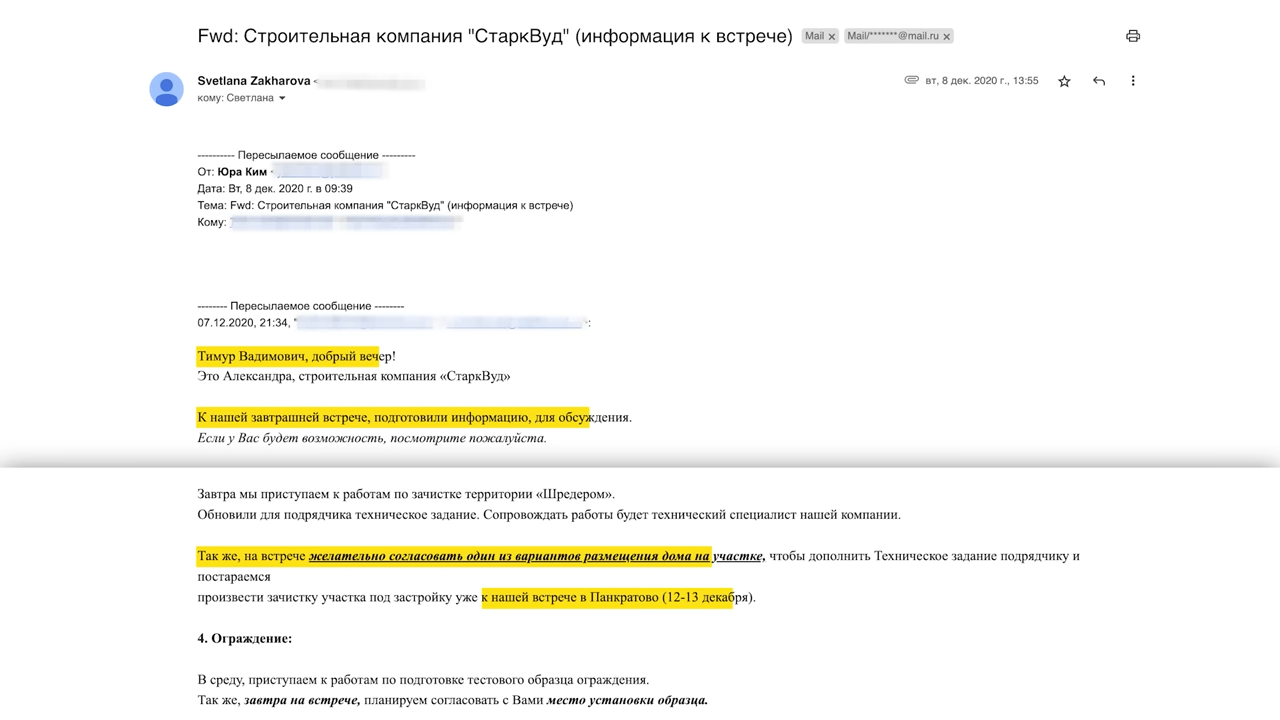 Fwd: Строительная компания "СтаркВуд" (информация к встрече) Mail × Mail/*******@mail.ru ×
Svetlana Zakharova < вт, 8 дек. 2020 г., 13:55
кому: Светлана
---------- Пересылаемое сообщение ---------
От: Юра Ким
Дата: Вт, 8 дек. 2020 г. в 09:39
Тема: Fwd: Строительная компания "СтаркВуд" (информация к встрече)
Кому:
-------- Пересылаемое сообщение --------
07.12.2020, 21:34, "
Тимур Вадимович, добрый вечер!
Это Александра, строительная компания «СтаркВуд»
К нашей завтрашней встрече, подготовили информацию, для обсуждения.
Если у Вас будет возможность, посмотрите пожалуйста.
Завтра мы приступаем к работам по зачистке территории «Шредером».
Обновили для подрядчика техническое задание. Сопровождать работы будет технический специалист нашей компании.
Так же, на встрече желательно согласовать один из вариантов размещения дома на участке, чтобы дополнить Техническое задание подрядчику и
постараемся
произвести зачистку участка под застройку уже к нашей встрече в Панкратово (12-13 декабря).
4. Ограждение:
В среду, приступаем к работам по подготовке тестового образца ограждения.
Так же, завтра на встрече, планируем согласовать с Вами место установки образца.